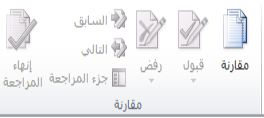 مقارنة
قبول
رفض
السابق
التالي
جزء المراجعة
إنهاء
المراجعة
مقارنة